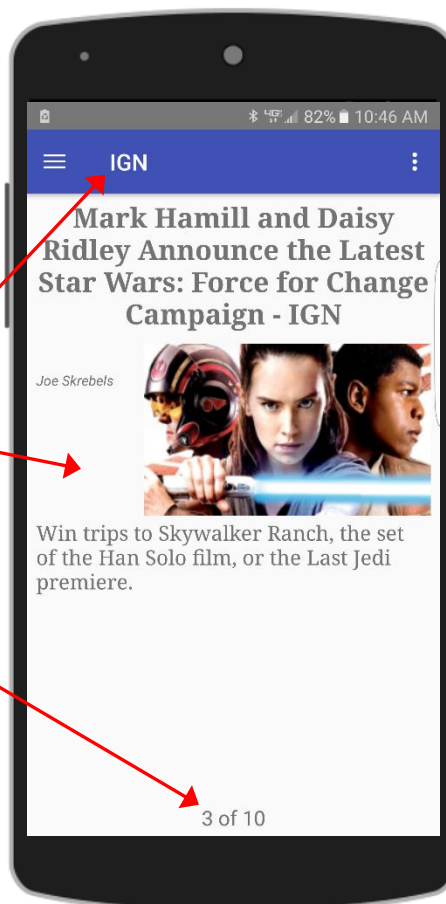 4G 82% 10:46 AM
IGN
Mark Hamill and Daisy
Ridley Announce the Latest
Star Wars: Force for Change
Campaign - IGN
Joe Skrebels
Win trips to Skywalker Ranch, the set
of the Han Solo film, or the Last Jedi
premiere.
3 of 10